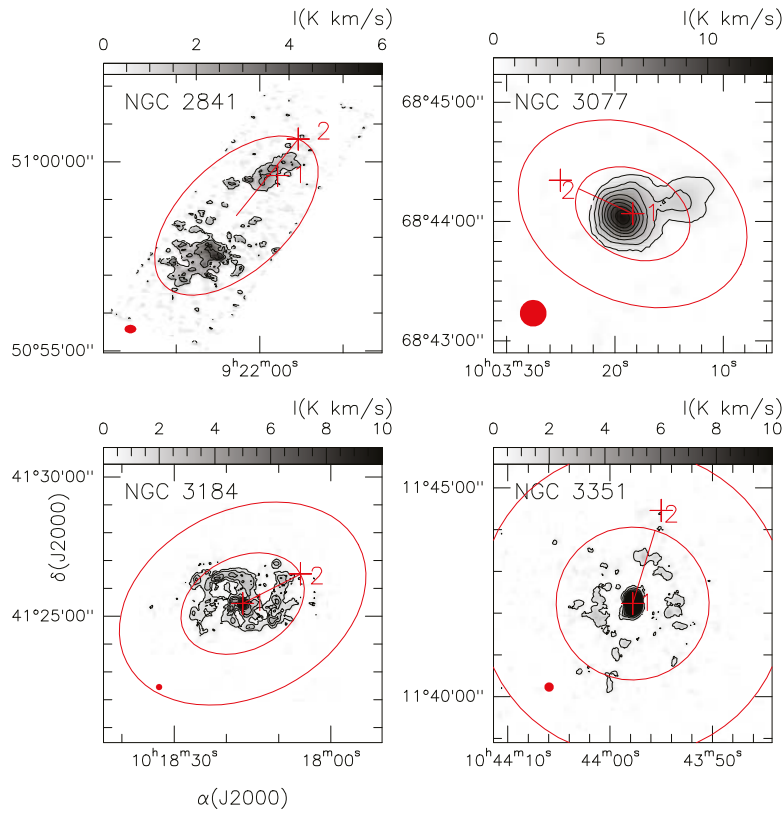 I(K km/s)
0 2 4 6
NGC 2841
2
1
51°00'00"
50°55'00"
9ʰ22ᵐ00ˢ
I(K km/s)
0 5 10
NGC 3077
2
1
68°45'00"
68°44'00"
68°43'00"
10ʰ03ᵐ30ˢ 20ˢ 10ˢ
I(K km/s)
0 2 4 6 8 10
NGC 3184
2
41°30'00"
41°25'00"
δ(J2000)
10ʰ18ᵐ30ˢ 18ᵐ00ˢ
α(J2000)
I(K km/s)
0 2 4 6 8 10
NGC 3351
2
1
11°45'00"
11°40'00"
10ʰ44ᵐ10ˢ 44ᵐ00ˢ 43ᵐ50ˢ